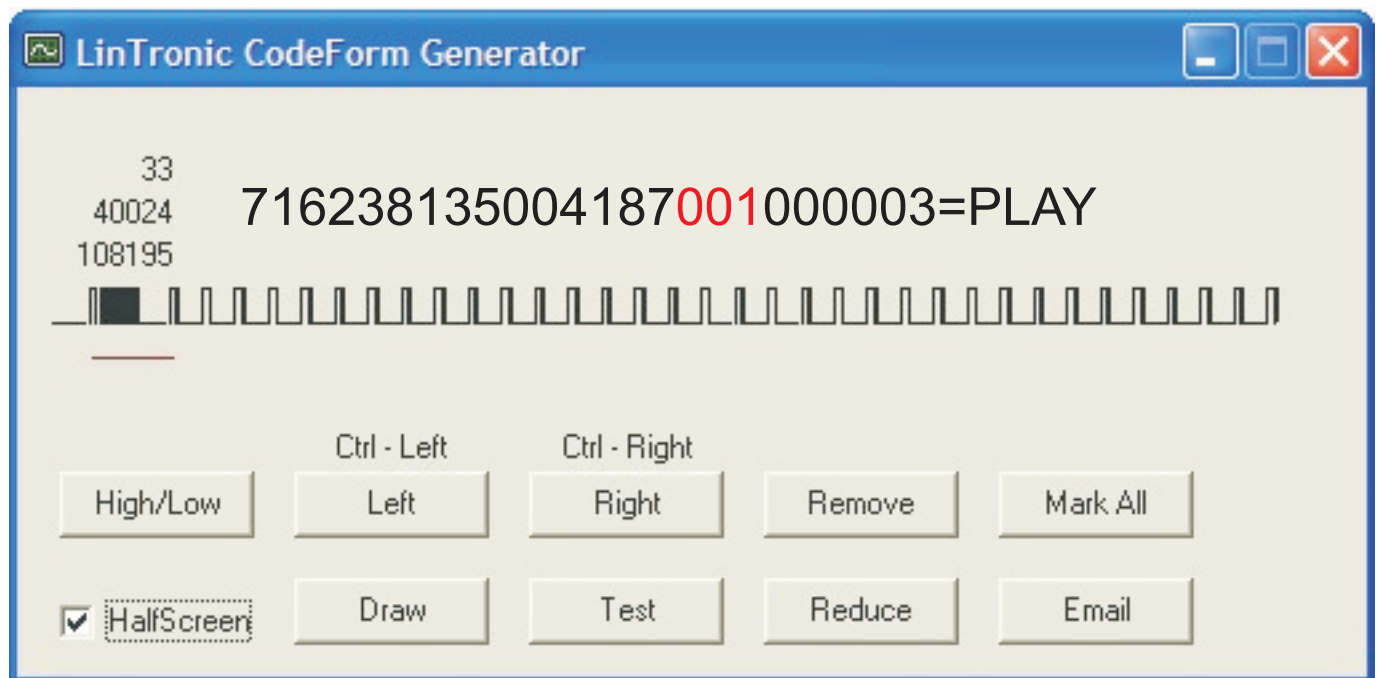 LinTronic CodeForm Generator
33
40024
108195
716238135004187001000003=PLAY
Ctrl - Left
Ctrl - Right
High/Low
Left
Right
Remove
Mark All
HalfScreen
Draw
Test
Reduce
Email